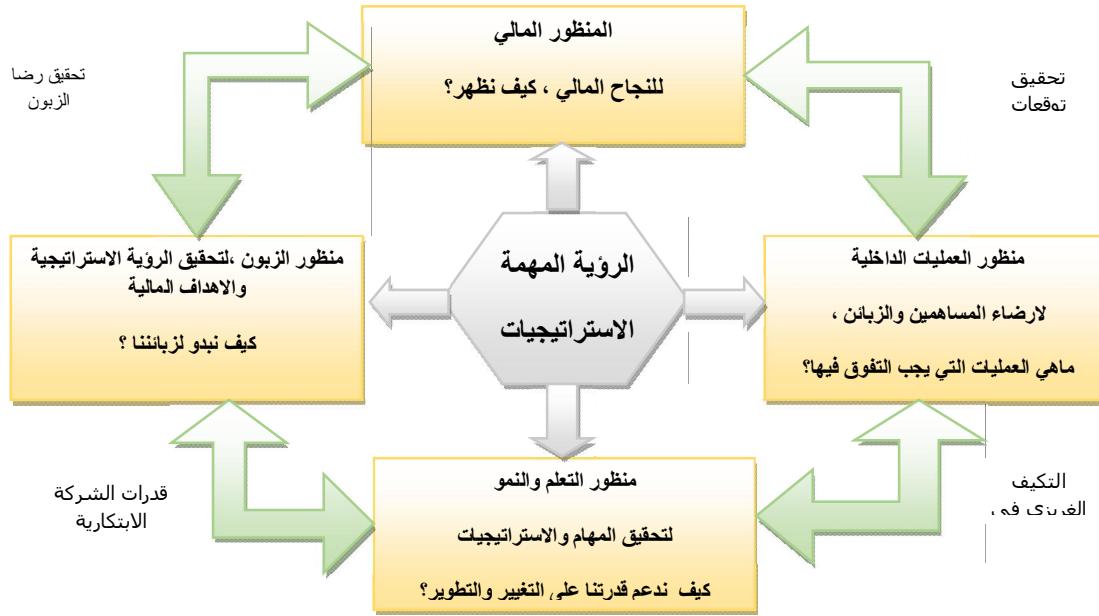 المنظور المالي
للنجاح المالي ، كيف نظهر؟
تحقيق
توقعات
تحقيق رضا
الزبون
منظور العمليات الداخلية
لارضاء المساهمين والزبائن ،
ماهي العمليات التي يجب التفوق فيها؟
الرؤية المهمة
الاستراتيجيات
منظور الزبون ،لتحقيق الرؤية الاستراتيجية
والاهداف المالية
كيف نبدو لزبائننا ؟
التكيف
الغريزي في
منظور التعلم والنمو
لتحقيق المهام والاستراتيجيات
كيف ندعم قدرتنا على التغيير والتطوير؟
قدرات الشركة
الابتكارية